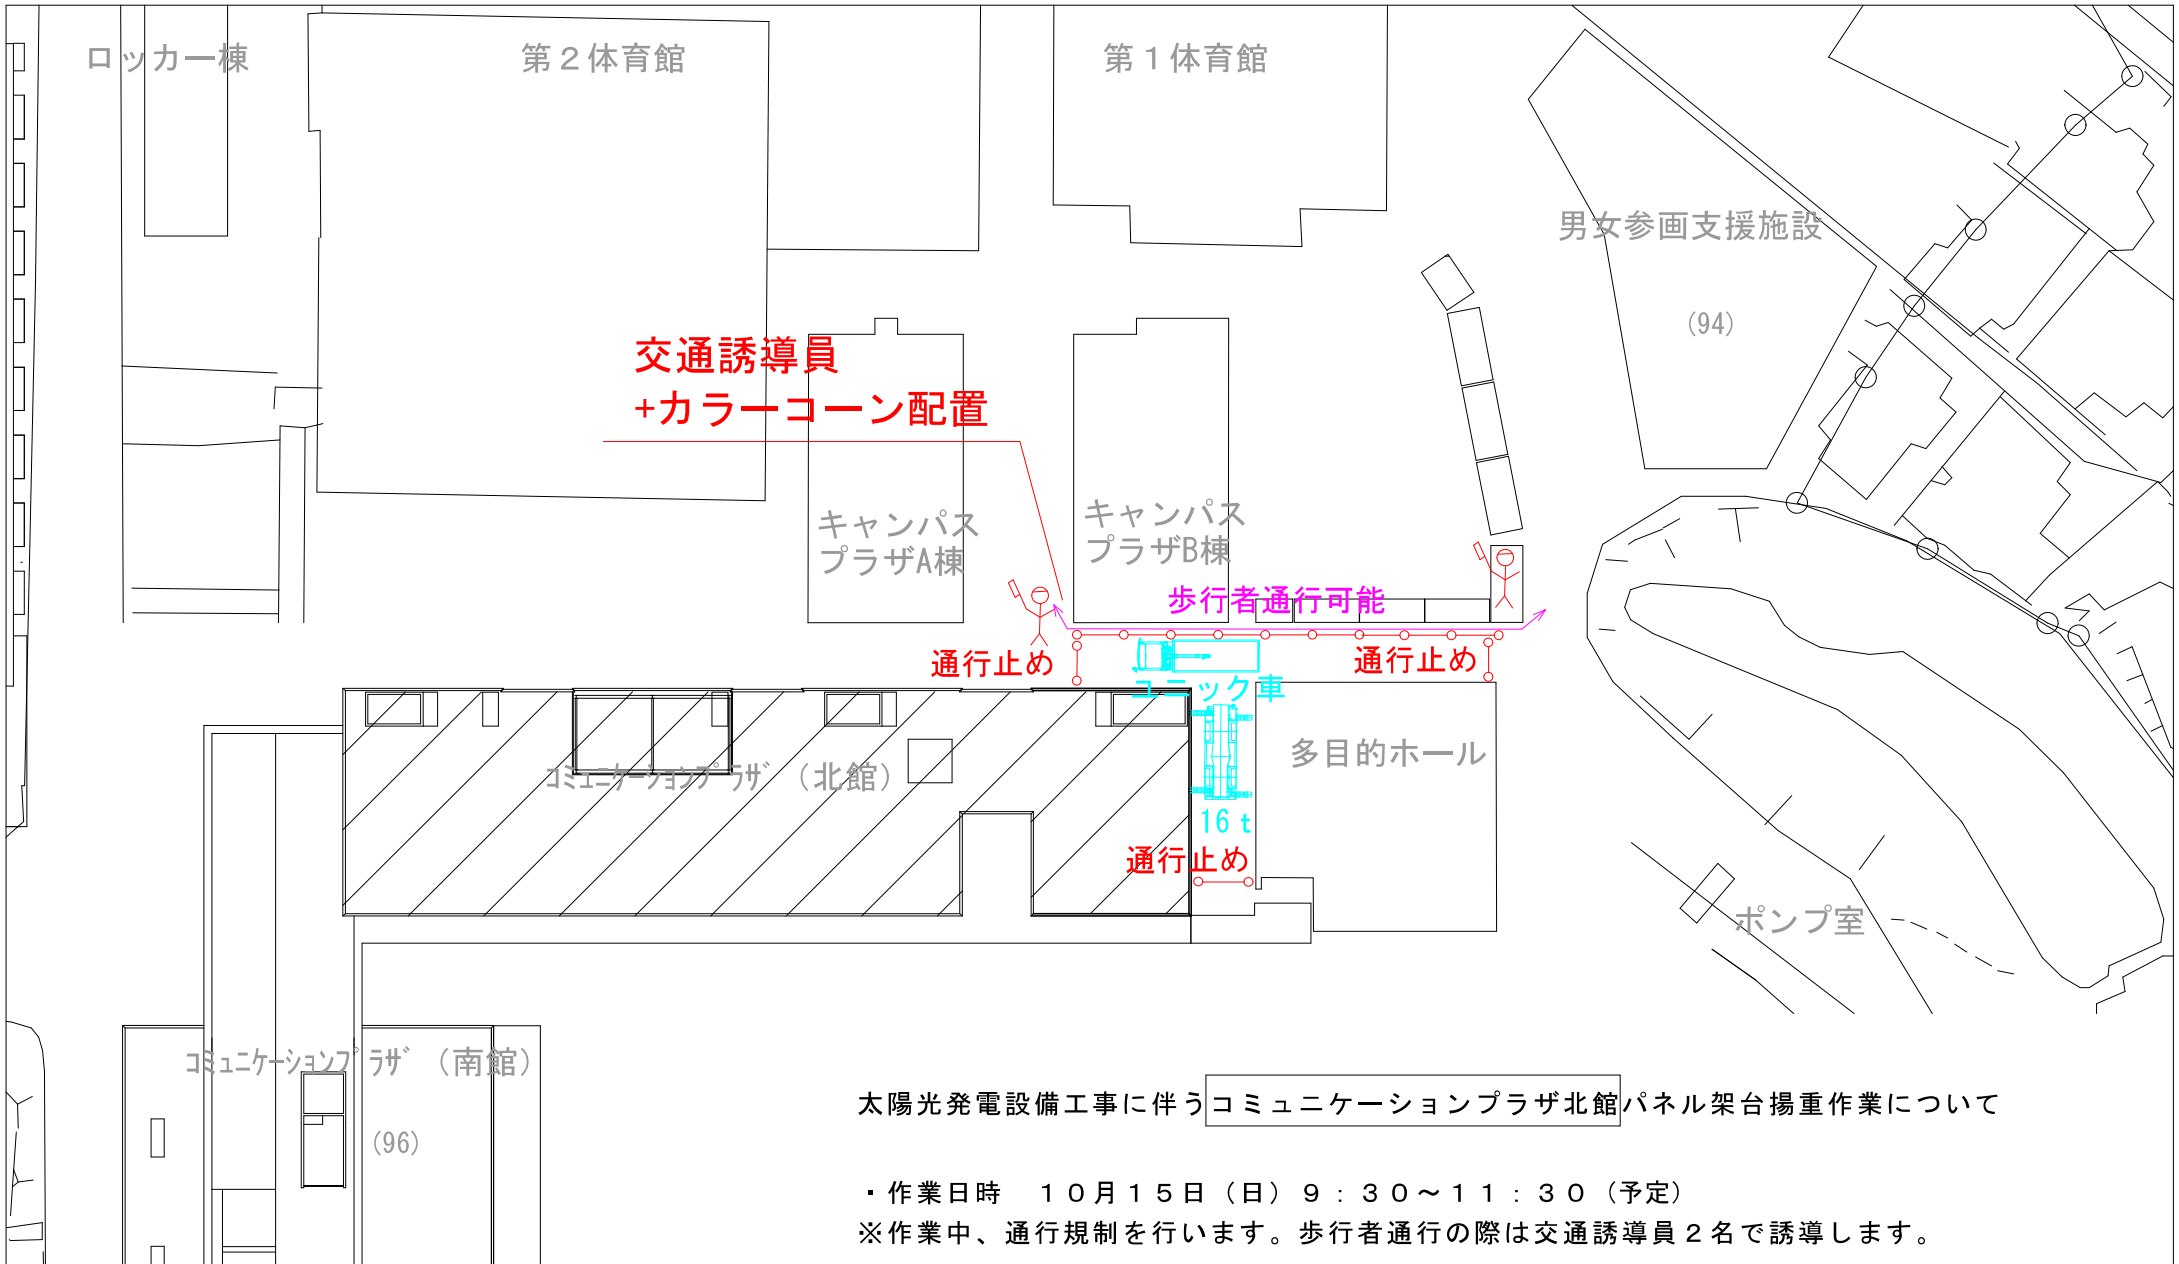 ロッカー棟
第２体育館
第１体育館
男女参画支援施設
(94)
交通誘導員
+カラーコーン配置
キャンパス
プラザA棟
キャンパス
プラザB棟
歩行者通行可能
通行止め
通行止め
ユニック車
コミュニケーションプラザ（北館）
多目的ホール
16ｔ
通行止め
ポンプ室
コミュニケーションプラザ（南館）
(96)
太陽光発電設備工事に伴うコミュニケーションプラザ北館パネル架台揚重作業について
・作業日時　１０月１５日（日）９：３０～１１：３０（予定）
※作業中、通行規制を行います。歩行者通行の際は交通誘導員２名で誘導します。